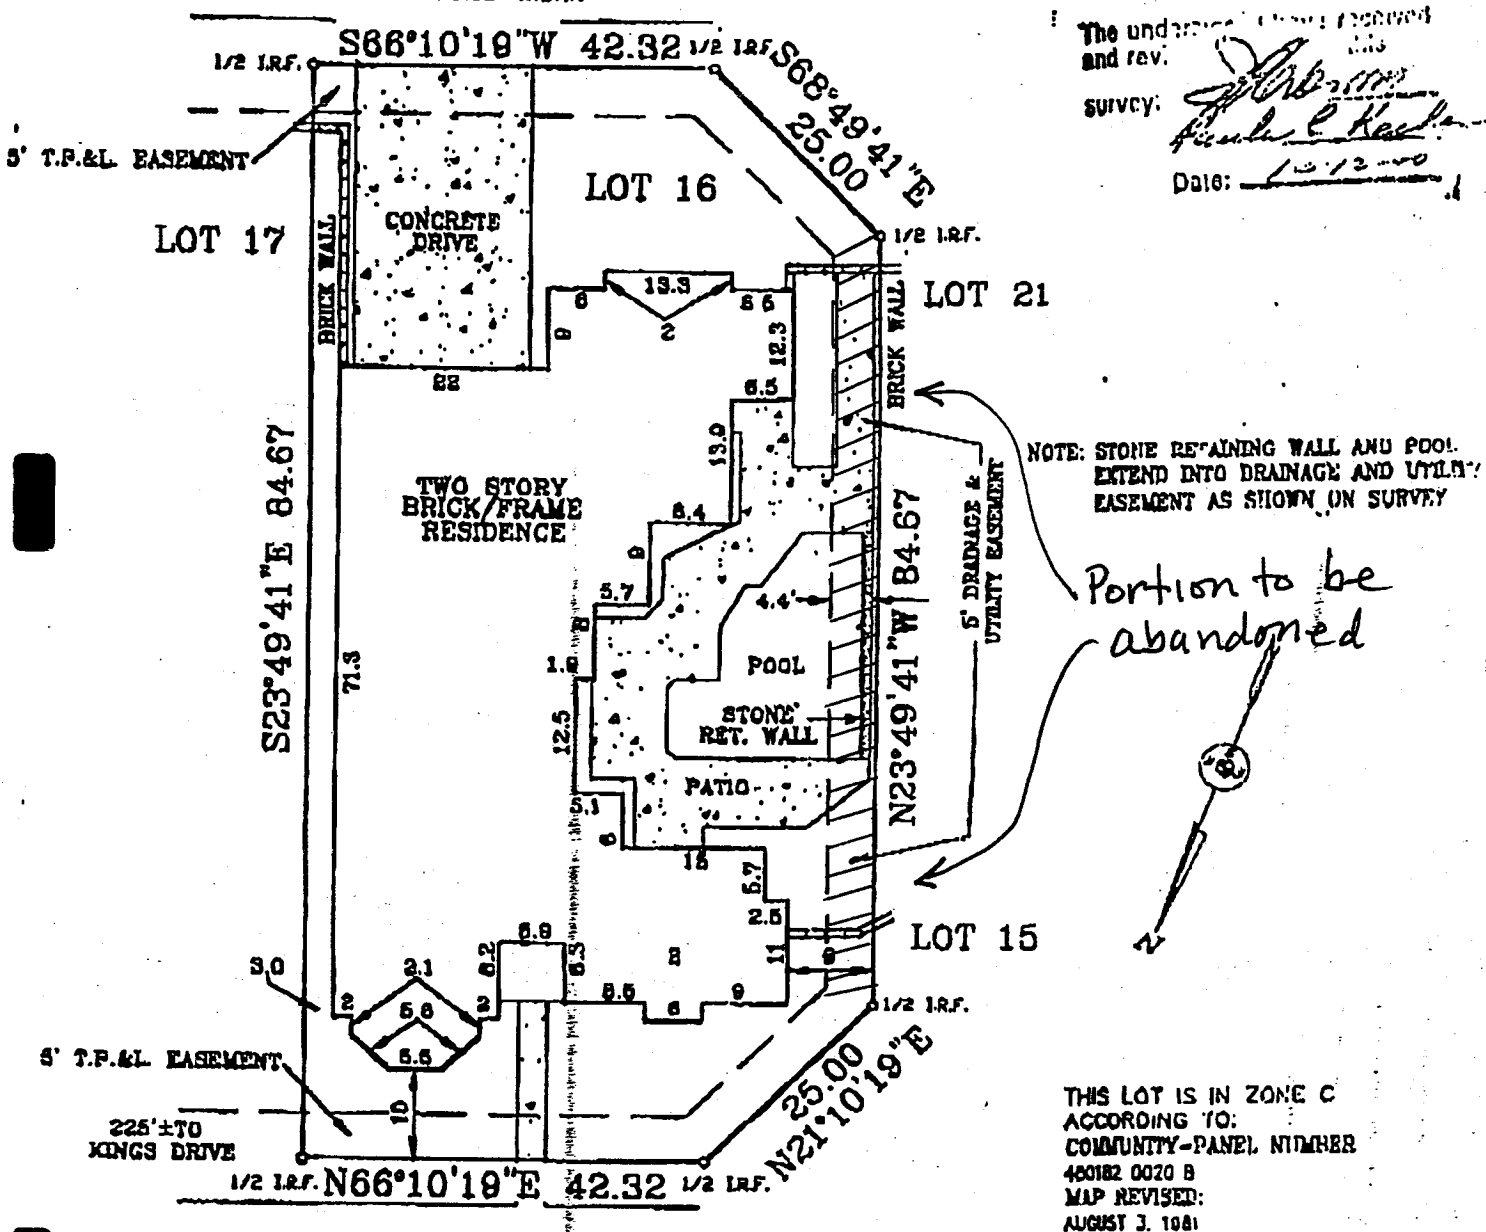 S66°10'19"W 42.32
1/2 I.R.F.
1/2 I.R.F.
S68°49'41"E
25.00
The
and rev.
survey:
Date:
5' T.P.&L. EASEMENT
LOT 16
LOT 17
BRICK WALL
CONCRETE
DRIVE
1/2 I.R.F.
LOT 21
6
13.3
2
9
12.3
BRICK WALL
22
6.5
13.9
NOTE: STONE RETAINING WALL AND POOL
EXTEND INTO DRAINAGE AND UTILITY
EASEMENT AS SHOWN ON SURVEY
S23°49'41"E 84.67
TWO STORY
BRICK/FRAME
RESIDENCE
8.4
9
5.7
8
4.4'
N23°49'41"W 84.67
5' DRAINAGE &
UTILITY EASEMENT
Portion to be
abandoned
1.9
71.3
12.5
POOL
STONE
RET. WALL
PATIO
"B"
5.1
6
15
5.7
2.5
11
9
LOT 15
N
3.0
2.1
2
2
5.6
5.5
6.2
6.9
6.3
8.5
6
9
1/2 I.R.F.
5' T.P.&L. EASEMENT
10
25.00
N21°10'19"E
225'±TO
KINGS DRIVE
1/2 I.R.F.
N66°10'19"E 42.32
1/2 I.R.F.
THIS LOT IS IN ZONE C
ACCORDING TO:
COMMUNITY-PANEL NUMBER
480182 0020 B
MAP REVISED:
AUGUST 3, 1981